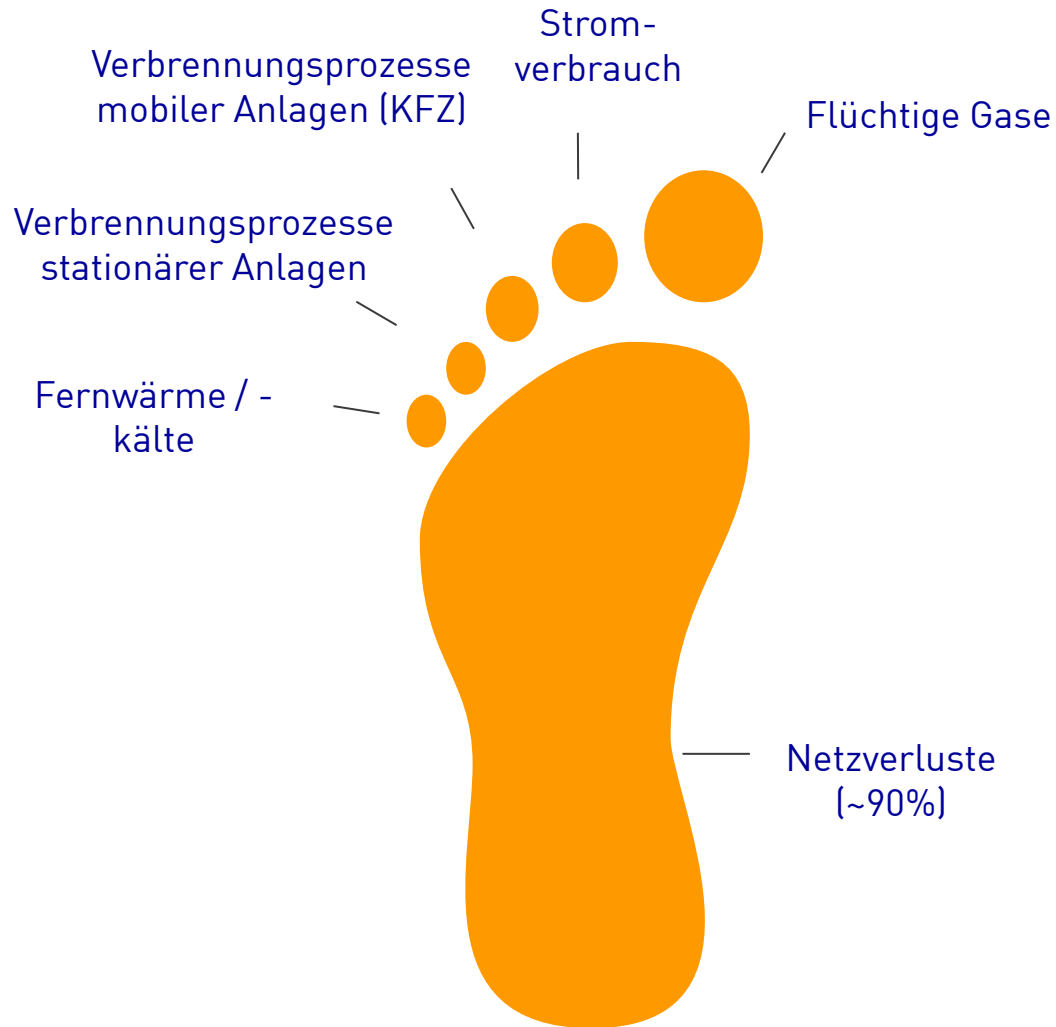 Strom-
verbrauch
Verbrennungsprozesse
mobiler Anlagen (KFZ)
Flüchtige Gase
Verbrennungsprozesse
stationärer Anlagen
Fernwärme / -
kälte
Netzverluste
(~90%)